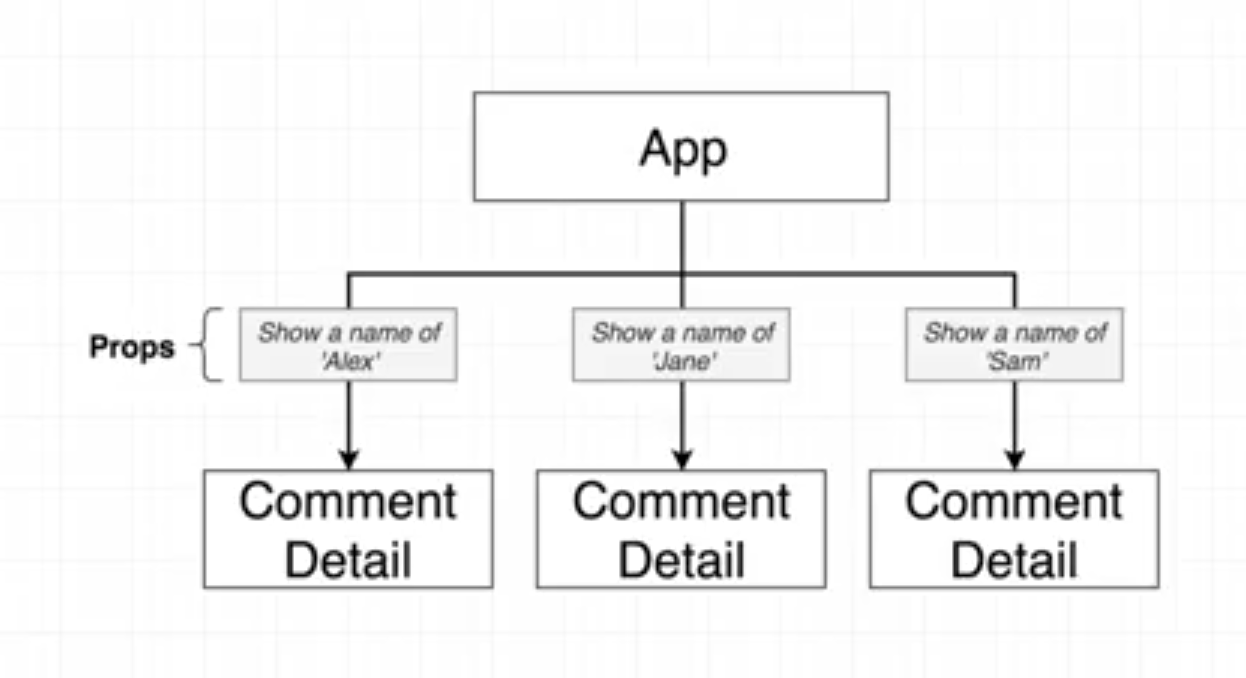 App
Props
Show a name of
'Alex'
Show a name of
'Jane'
Show a name of
'Sam'
Comment
Detail
Comment
Detail
Comment
Detail